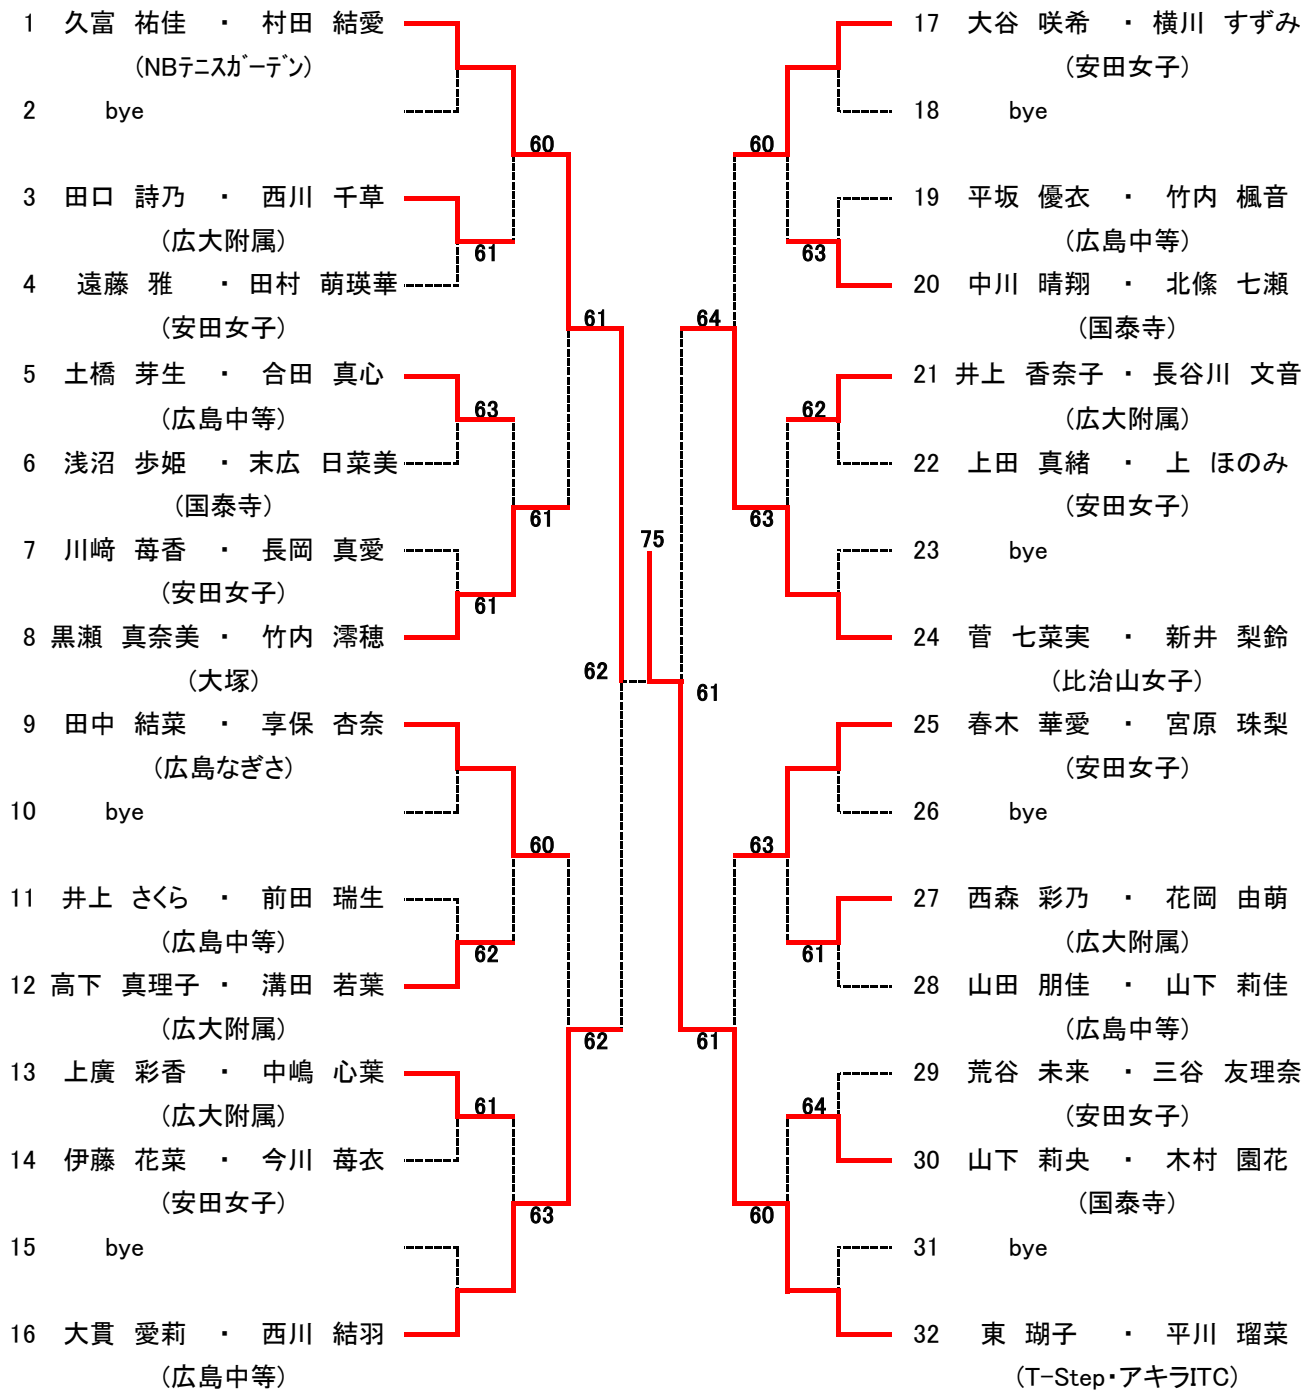 1 久富 祐佳 ・ 村田 結愛
(NBテニスガーデン)
2 bye
60
3 田口 詩乃 ・ 西川 千草
(広大附属)
61
4 遠藤 雅 ・ 田村 萌瑛華
(安田女子)
61
5 土橋 芽生 ・ 合田 真心
(広島中等)
63
6 浅沼 歩姫 ・ 末広 日菜美
(国泰寺)
61
7 川﨑 苺香 ・ 長岡 真愛
(安田女子)
61
8 黒瀬 真奈美 ・ 竹内 澪穂
(大塚)
62
9 田中 結菜 ・ 享保 杏奈
(広島なぎさ)
10 bye
60
11 井上 さくら ・ 前田 瑞生
(広島中等)
62
12 高下 真理子 ・ 溝田 若葉
(広大附属)
62
13 上廣 彩香 ・ 中嶋 心葉
(広大附属)
61
14 伊藤 花菜 ・ 今川 苺衣
(安田女子)
63
15 bye
16 大貫 愛莉 ・ 西川 結羽
(広島中等)
75
17 大谷 咲希 ・ 横川 すずみ
(安田女子)
18 bye
60
19 平坂 優衣 ・ 竹内 楓音
(広島中等)
63
20 中川 晴翔 ・ 北絛 七瀬
(国泰寺)
64
21 井上 香奈子 ・ 長谷川 文音
(広大附属)
62
22 上田 真緒 ・ 上 ほのみ
(安田女子)
63
23 bye
24 菅 七菜実 ・ 新井 梨鈴
(比治山女子)
61
25 春木 華愛 ・ 宮原 珠梨
(安田女子)
26 bye
63
27 西森 彩乃 ・ 花岡 由萌
(広大附属)
61
28 山田 朋佳 ・ 山下 莉佳
(広島中等)
61
29 荒谷 未来 ・ 三谷 友理奈
(安田女子)
64
30 山下 莉央 ・ 木村 園花
(国泰寺)
60
31 bye
32 東 瑚子 ・ 平川 瑠菜
(T-Step・アキラITC)